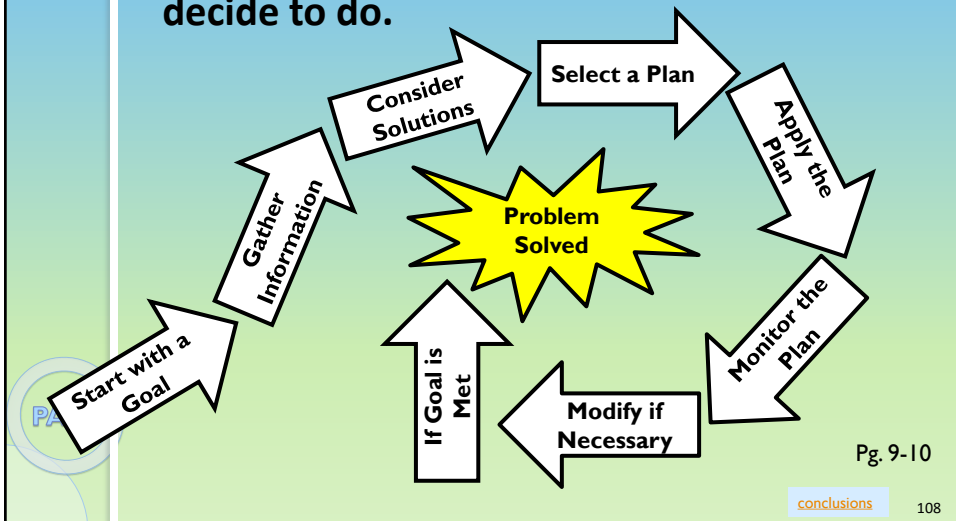 decide to do.
Start with a
Goal
Gather
Information
Consider
Solutions
Select a Plan
Apply the
Plan
Monitor the
Plan
Modify if
Necessary
If Goal is
Met
Problem
Solved
Pg. 9-10
conclusions
108